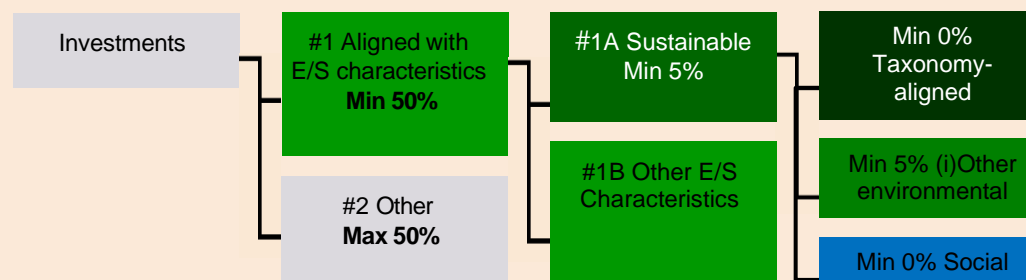 Investments
#1 Aligned with
E/S characteristics
Min 50%
#2 Other
Max 50%
#1A Sustainable
Min 5%
#1B Other E/S
Characteristics
Min 0%
Taxonomy-
aligned
Min 5% (i)Other
environmental
Min 0% Social